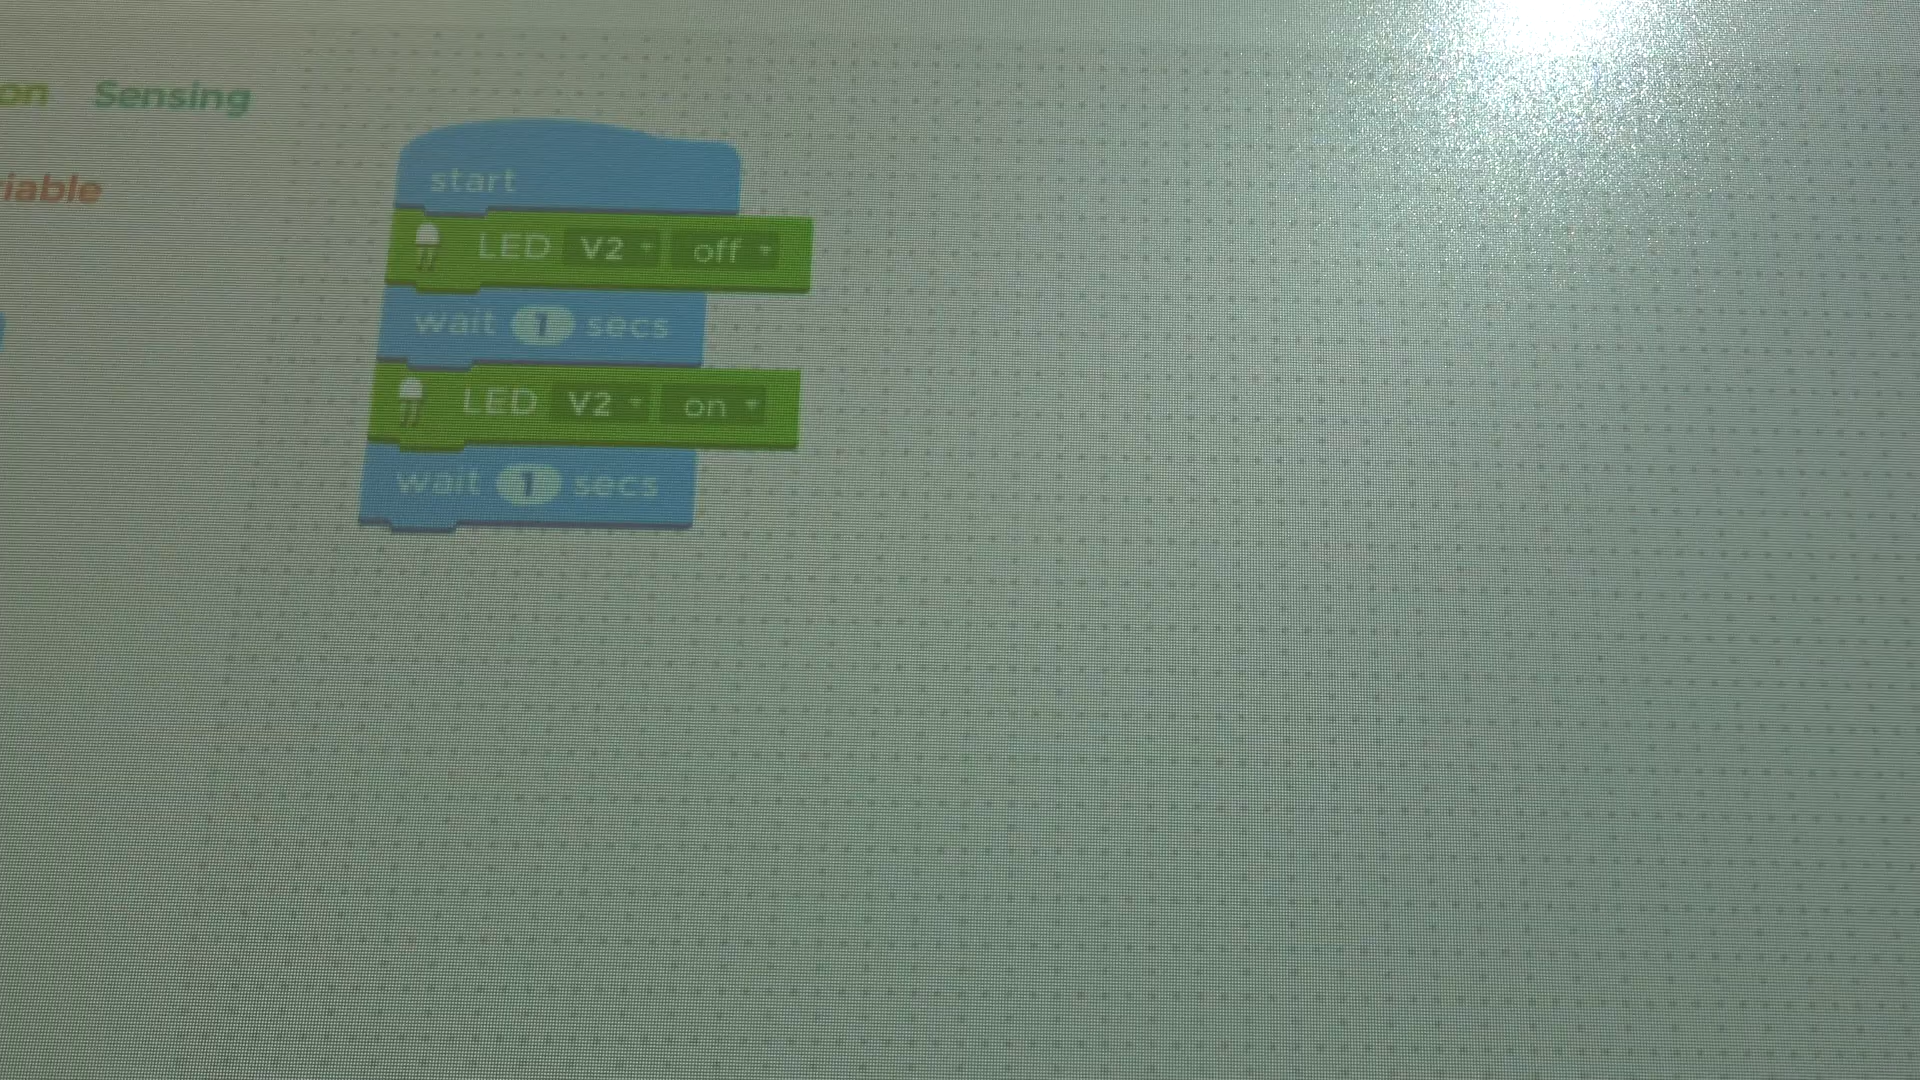 on Sensing
iable
start
LED V2 off
wait 1 secs
LED V2 on
wait 1 secs